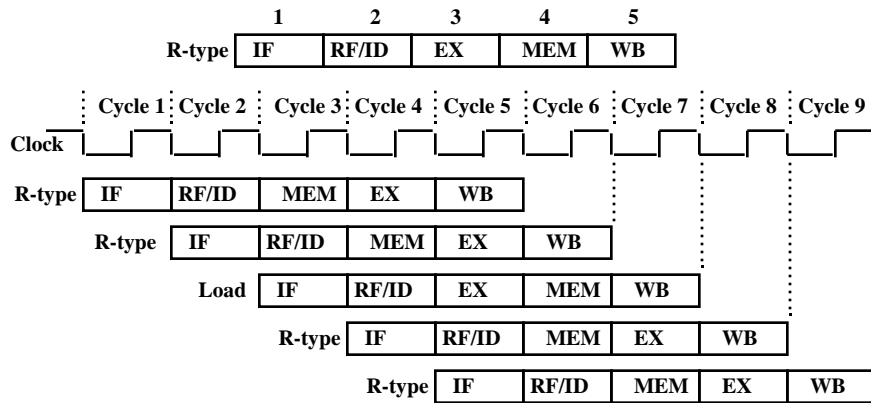 1 2 3 4 5
R-type IF RF/ID EX MEM WB
Cycle 1 Cycle 2 Cycle 3 Cycle 4 Cycle 5 Cycle 6 Cycle 7 Cycle 8 Cycle 9
Clock
R-type IF RF/ID MEM EX WB
R-type IF RF/ID MEM EX WB
Load IF RF/ID EX MEM WB
R-type IF RF/ID MEM EX WB
R-type IF RF/ID MEM EX WB